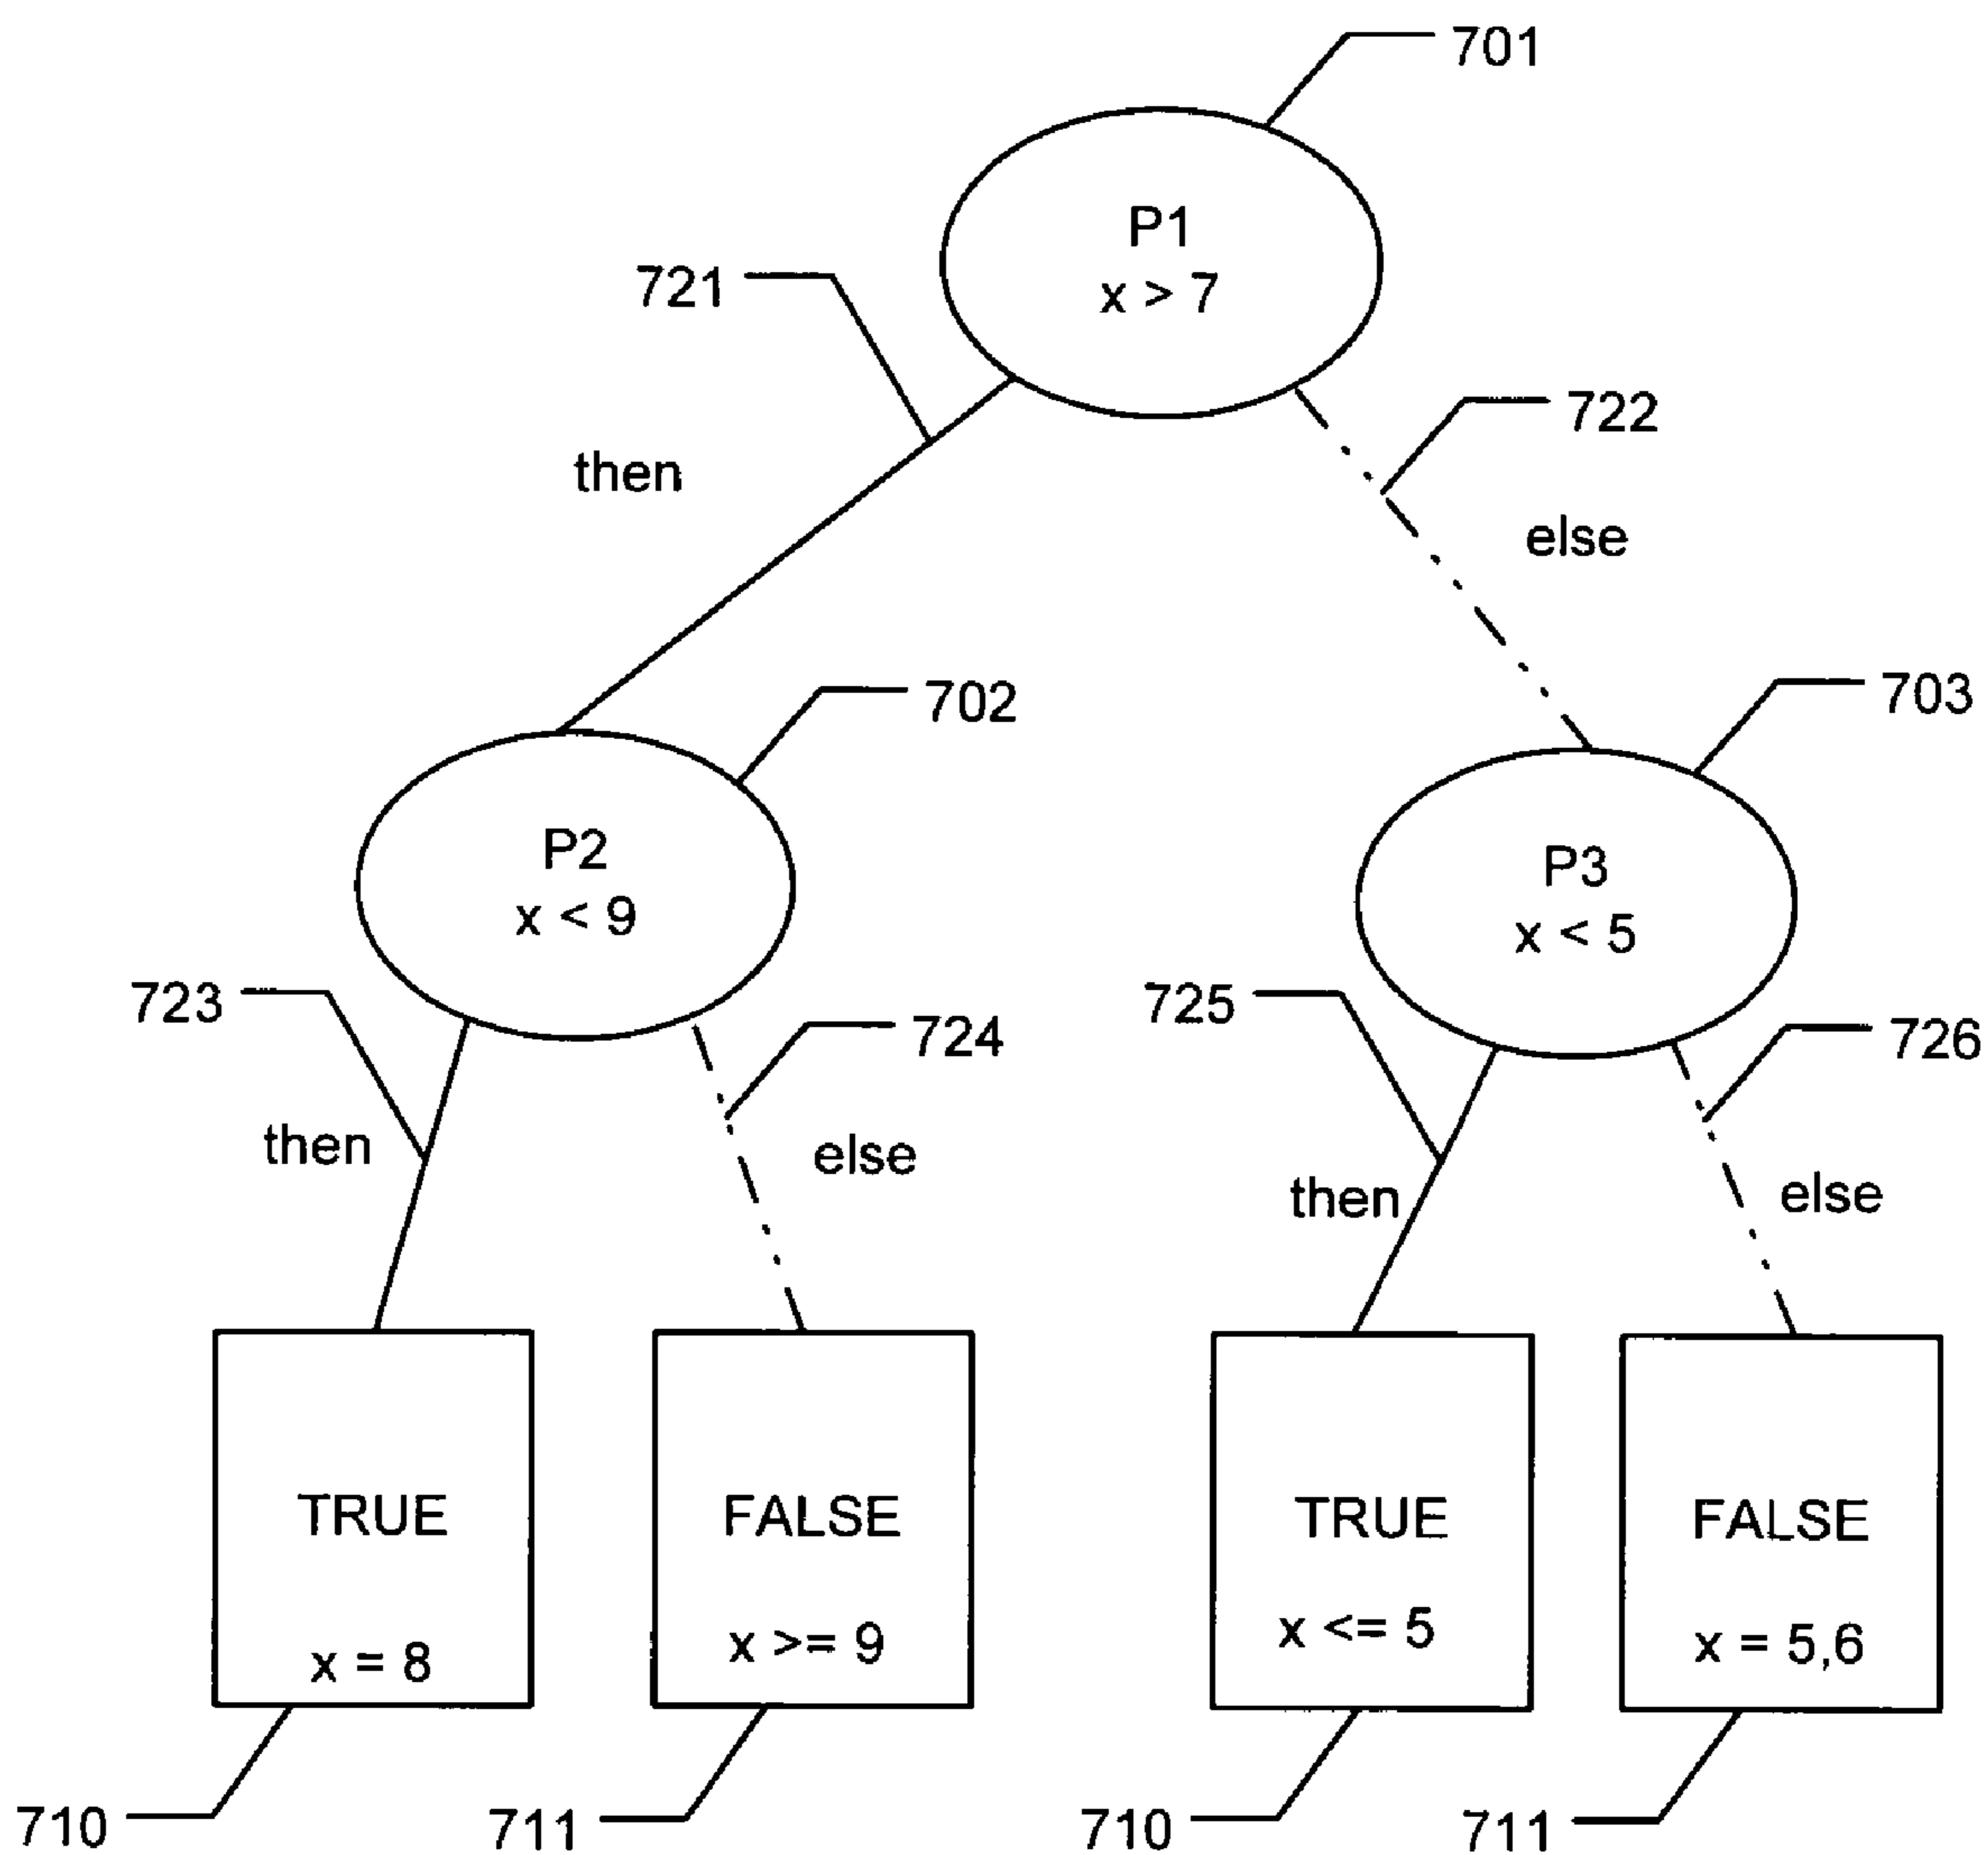 701
P1
x > 7
721
722
then
else
702
703
P2
x < 9
P3
x < 5
723
724
725
726
then
else
then
else
TRUE
x = 8
FALSE
x >= 9
TRUE
x <= 5
FALSE
x = 5,6
710
711
710
711